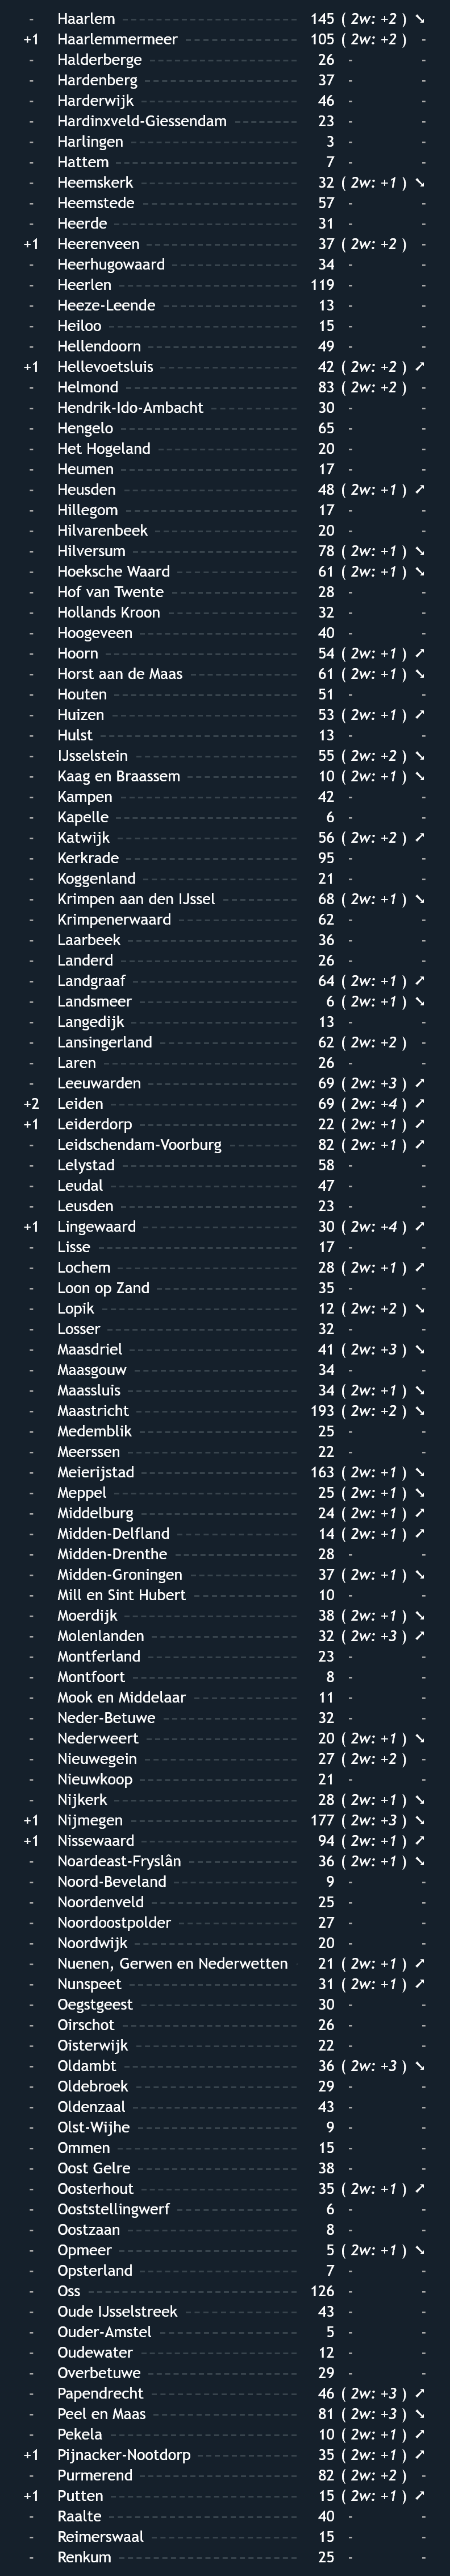 - Haarlem 145 ( 2w: +2 ) ➘
+1 Haarlemmermeer 105 ( 2w: +2 ) -
- Halderberge 26 - -
- Hardenberg 37 - -
- Harderwijk 46 - -
- Hardinxveld-Giessendam 23 - -
- Harlingen 3 - -
- Hattem 7 - -
- Heemskerk 32 ( 2w: +1 ) ➘
- Heemstede 57 - -
- Heerde 31 - -
+1 Heerenveen 37 ( 2w: +2 ) -
- Heerhugowaard 34 - -
- Heerlen 119 - -
- Heeze-Leende 13 - -
- Heiloo 15 - -
- Hellendoorn 49 - -
+1 Hellevoetsluis 42 ( 2w: +2 ) ➚
- Helmond 83 ( 2w: +2 ) -
- Hendrik-Ido-Ambacht 30 - -
- Hengelo 65 - -
- Het Hogeland 20 - -
- Heumen 17 - -
- Heusden 48 ( 2w: +1 ) ➚
- Hillegom 17 - -
- Hilvarenbeek 20 - -
- Hilversum 78 ( 2w: +1 ) ➘
- Hoeksche Waard 61 ( 2w: +1 ) ➘
- Hof van Twente 28 - -
- Hollands Kroon 32 - -
- Hoogeveen 40 - -
- Hoorn 54 ( 2w: +1 ) ➚
- Horst aan de Maas 61 ( 2w: +1 ) ➘
- Houten 51 - -
- Huizen 53 ( 2w: +1 ) ➚
- Hulst 13 - -
- IJsselstein 55 ( 2w: +2 ) ➘
- Kaag en Braassem 10 ( 2w: +1 ) ➘
- Kampen 42 - -
- Kapelle 6 - -
- Katwijk 56 ( 2w: +2 ) ➚
- Kerkrade 95 - -
- Koggenland 21 - -
- Krimpen aan den IJssel 68 ( 2w: +1 ) ➘
- Krimpenerwaard 62 - -
- Laarbeek 36 - -
- Landerd 26 - -
- Landgraaf 64 ( 2w: +1 ) ➚
- Landsmeer 6 ( 2w: +1 ) ➘
- Langedijk 13 - -
- Lansingerland 62 ( 2w: +2 ) -
- Laren 26 - -
- Leeuwarden 69 ( 2w: +3 ) ➚
+2 Leiden 69 ( 2w: +4 ) ➚
+1 Leiderdorp 22 ( 2w: +1 ) ➚
- Leidschendam-Voorburg 82 ( 2w: +1 ) ➚
- Lelystad 58 - -
- Leudal 47 - -
- Leusden 23 - -
+1 Lingewaard 30 ( 2w: +4 ) ➚
- Lisse 17 - -
- Lochem 28 ( 2w: +1 ) ➚
- Loon op Zand 35 - -
- Lopik 12 ( 2w: +2 ) ➘
- Losser 32 - -
- Maasdriel 41 ( 2w: +3 ) ➘
- Maasgouw 34 - -
- Maassluis 34 ( 2w: +1 ) ➘
- Maastricht 193 ( 2w: +2 ) ➘
- Medemblik 25 - -
- Meerssen 22 - -
- Meierijstad 163 ( 2w: +1 ) ➘
- Meppel 25 ( 2w: +1 ) ➘
- Middelburg 24 ( 2w: +1 ) ➚
- Midden-Delfland 14 ( 2w: +1 ) ➚
- Midden-Drenthe 28 - -
- Midden-Groningen 37 ( 2w: +1 ) ➘
- Mill en Sint Hubert 10 - -
- Moerdijk 38 ( 2w: +1 ) ➘
- Molenlanden 32 ( 2w: +3 ) ➚
- Montferland 23 - -
- Montfoort 8 - -
- Mook en Middelaar 11 - -
- Neder-Betuwe 32 - -
- Nederweert 20 ( 2w: +1 ) ➘
- Nieuwegein 27 ( 2w: +2 ) -
- Nieuwkoop 21 - -
- Nijkerk 28 ( 2w: +1 ) ➘
+1 Nijmegen 177 ( 2w: +3 ) ➘
+1 Nissewaard 94 ( 2w: +1 ) ➚
- Noardeast-Fryslân 36 ( 2w: +1 ) ➘
- Noord-Beveland 9 - -
- Noordenveld 25 - -
- Noordoostpolder 27 - -
- Noordwijk 20 - -
- Nuenen, Gerwen en Nederwetten 21 ( 2w: +1 ) ➚
- Nunspeet 31 ( 2w: +1 ) ➚
- Oegstgeest 30 - -
- Oirschot 26 - -
- Oisterwijk 22 - -
- Oldambt 36 ( 2w: +3 ) ➘
- Oldebroek 29 - -
- Oldenzaal 43 - -
- Olst-Wijhe 9 - -
- Ommen 15 - -
- Oost Gelre 38 - -
- Oosterhout 35 ( 2w: +1 ) ➚
- Ooststellingwerf 6 - -
- Oostzaan 8 - -
- Opmeer 5 ( 2w: +1 ) ➘
- Opsterland 7 - -
- Oss 126 - -
- Oude IJsselstreek 43 - -
- Ouder-Amstel 5 - -
- Oudewater 12 - -
- Overbetuwe 29 - -
- Papendrecht 46 ( 2w: +3 ) ➚
- Peel en Maas 81 ( 2w: +3 ) ➘
- Pekela 10 ( 2w: +1 ) ➚
+1 Pijnacker-Nootdorp 35 ( 2w: +1 ) ➚
- Purmerend 82 ( 2w: +2 ) -
+1 Putten 15 ( 2w: +1 ) ➚
- Raalte 40 - -
- Reimerswaal 15 - -
- Renkum 25 - -